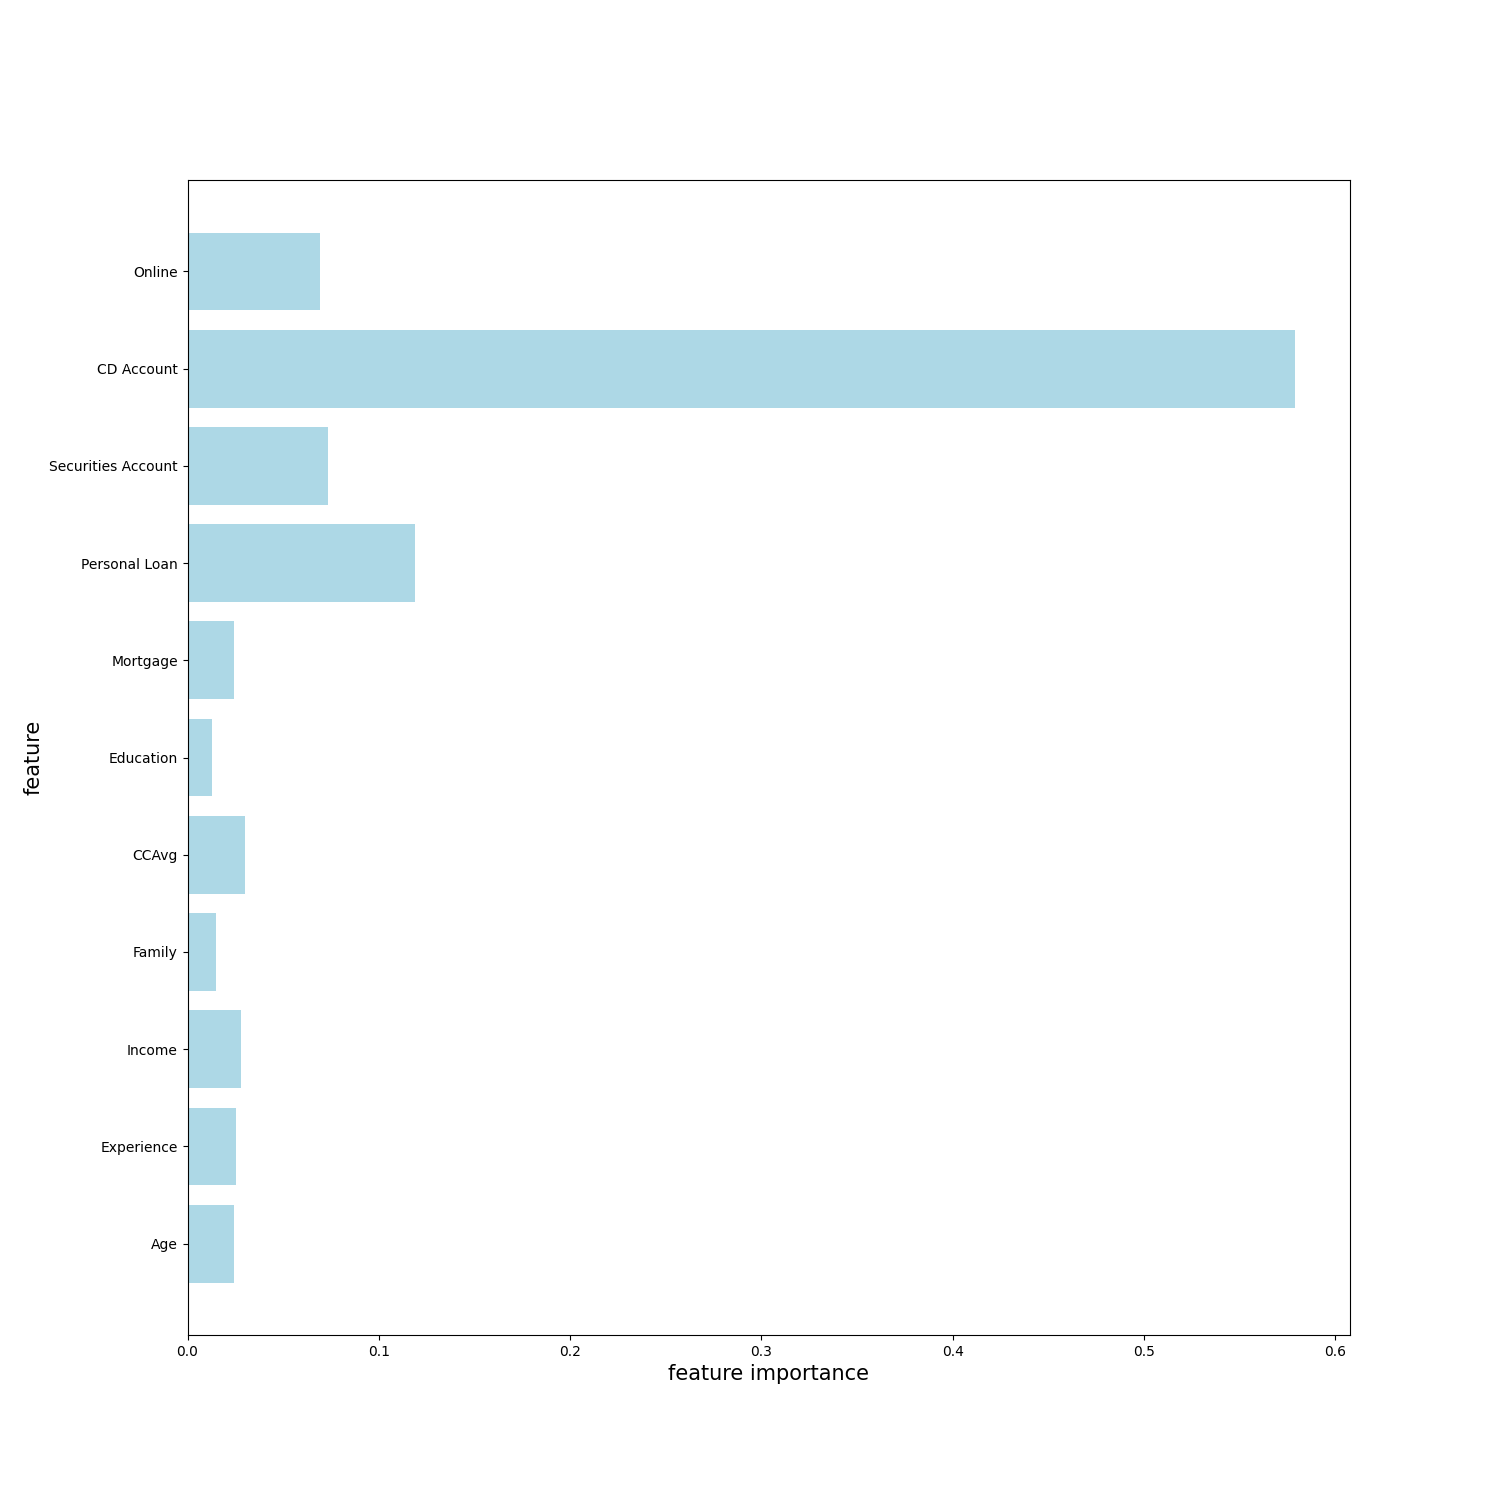 Online
CD Account
Securities Account
Personal Loan
Mortgage
Education
CCAvg
Family
Income
Experience
Age
feature
0.0 0.1 0.2 0.3 0.4 0.5 0.6
feature importance